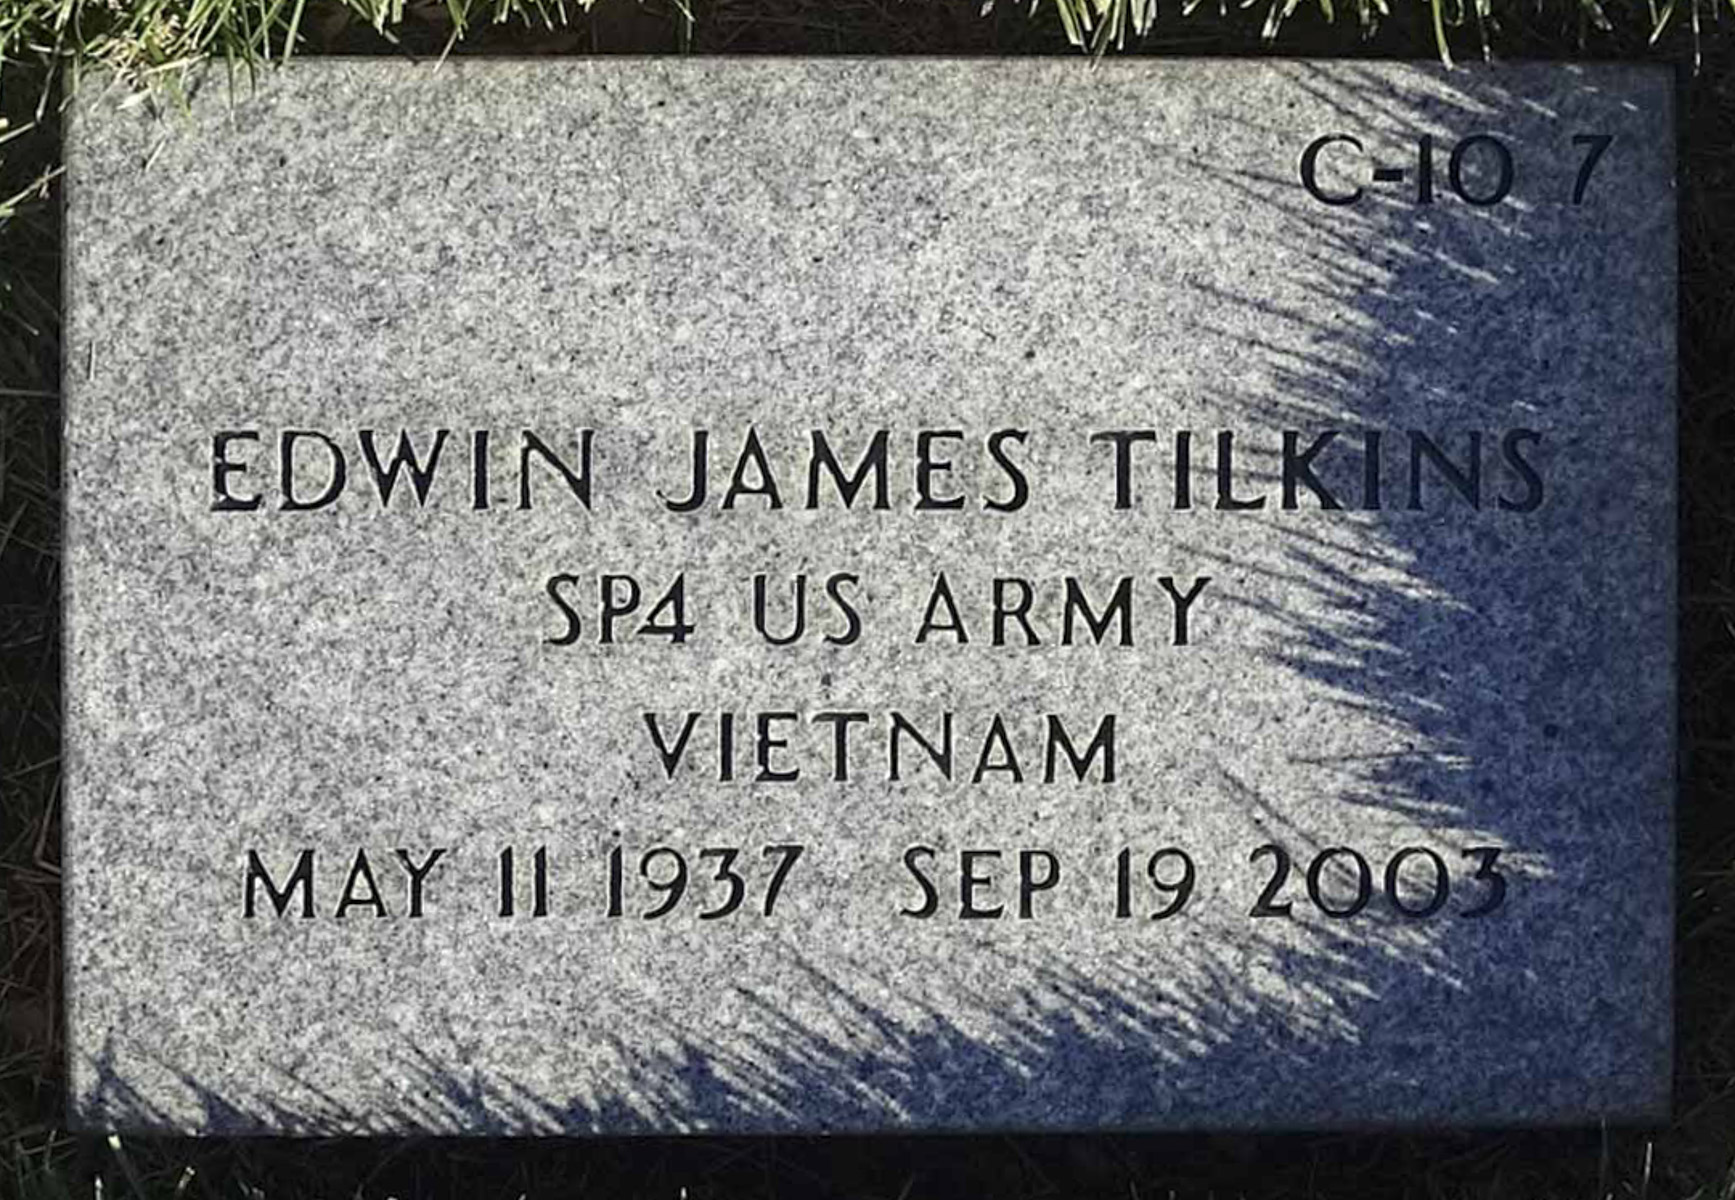 C-10 7
EDWIN JAMES TILKINS
SP4 US ARMY
VIETNAM
MAY 11 1937 SEP 19 2003